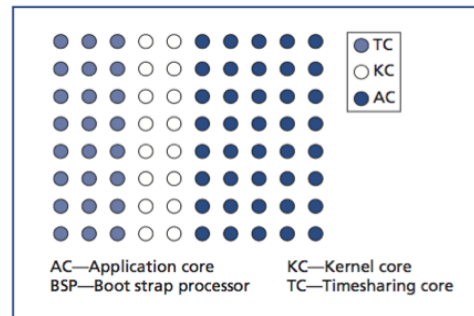 TC
KC
AC
AC—Application core KC—Kernel core
BSP—Boot strap processor TC—Timesharing core